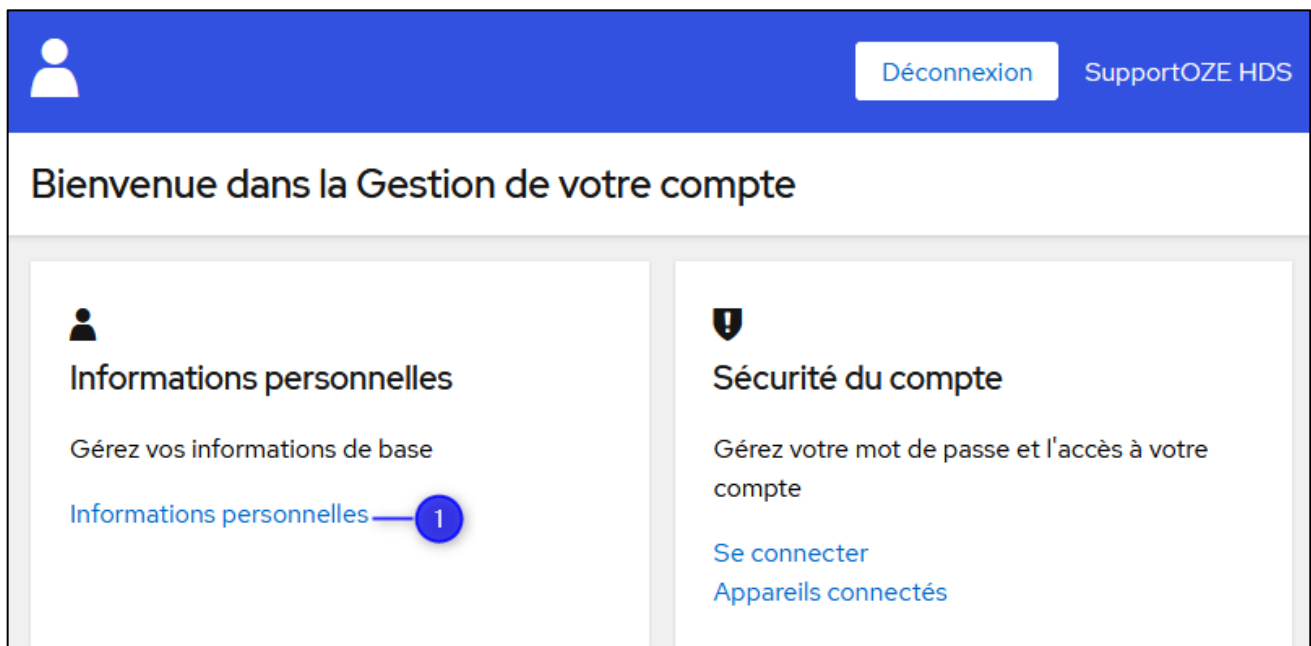 Déconnexion
SupportOZE HDS
Bienvenue dans la Gestion de votre compte
Informations personnelles
Gérez vos informations de base
Informations personnelles
1
Sécurité du compte
Gérez votre mot de passe et l'accès à votre
compte
Se connecter
Appareils connectés